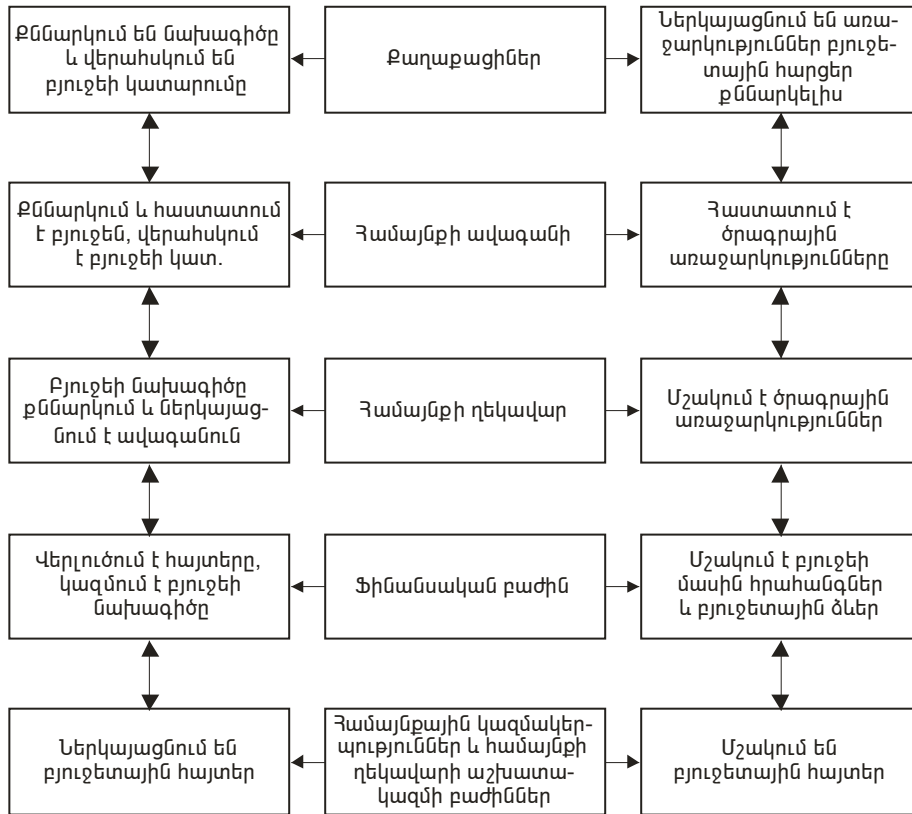 Քննարկում են նախագիծը
և վերահսկում են
բյուջեի կատարումը
Քաղաքացիներ
Ներկայացնում են առա-
ջարկություններ բյուջե-
տային հարցեր
քննարկելիս
Քննարկում և հաստատում
է բյուջեն, վերահսկում
է բյուջեի կատ.
Համայնքի ավագանի
Հաստատում է
ծրագրային
առաջարկությունները
Բյուջեի նախագիծը
քննարկում և ներկայաց-
նում է ավագանուն
Համայնքի ղեկավար
Մշակում է ծրագրային
առաջարկություններ
Վերլուծում է հայտերը,
կազմում է բյուջեի
նախագիծը
Ֆինանսական բաժին
Մշակում է բյուջեի
մասին հրահանգներ
և բյուջետային ձևեր
Ներկայացնում են
բյուջետային հայտեր
Համայնքային կազմակեր-
պություններ և համայնքի
ղեկավարի աշխատա-
կազմի բաժիններ
Մշակում են
բյուջետային հայտեր